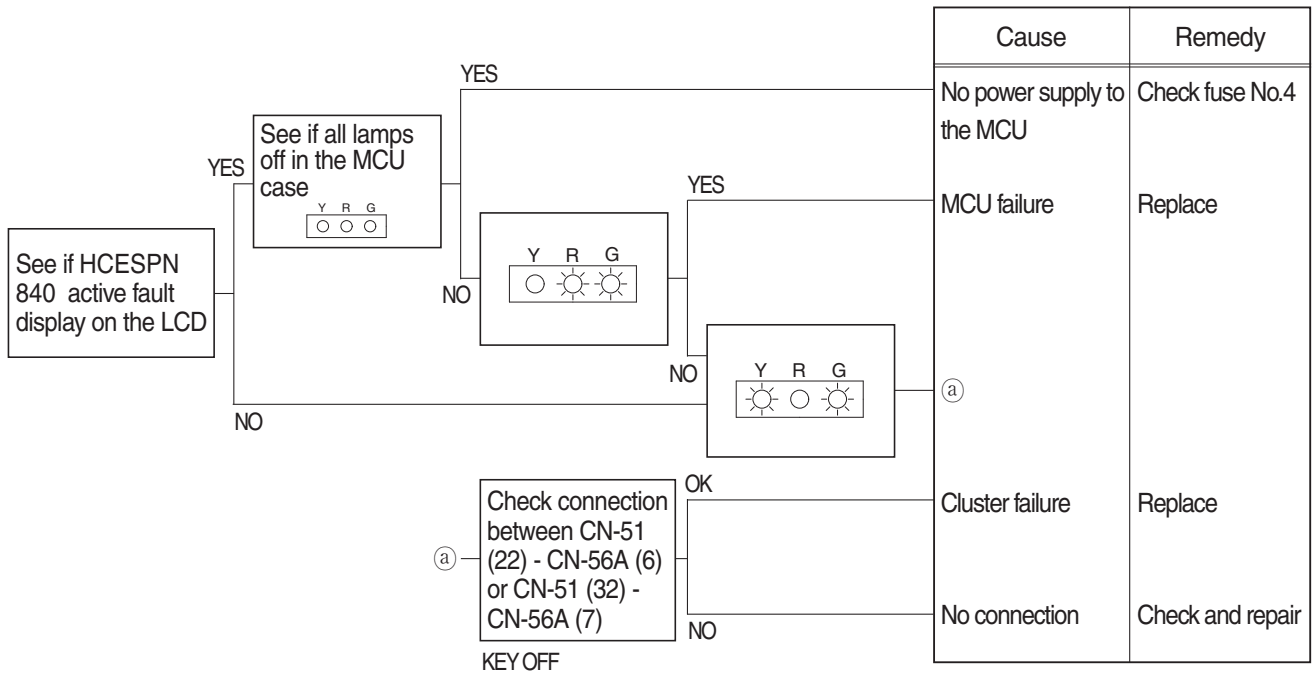 Cause
Remedy
YES
No power supply to
the MCU
Check fuse No.4
See if all lamps
off in the MCU
case
Y R G
YES
YES
MCU failure
Replace
See if HCESPN
840 active fault
display on the LCD
Y R G
NO
NO
Y R G
ⓐ
NO
OK
Check connection
between CN-51
(22) - CN-56A (6)
or CN-51 (32) -
CN-56A (7)
ⓐ
Cluster failure
Replace
No connection
Check and repair
NO
KEY OFF